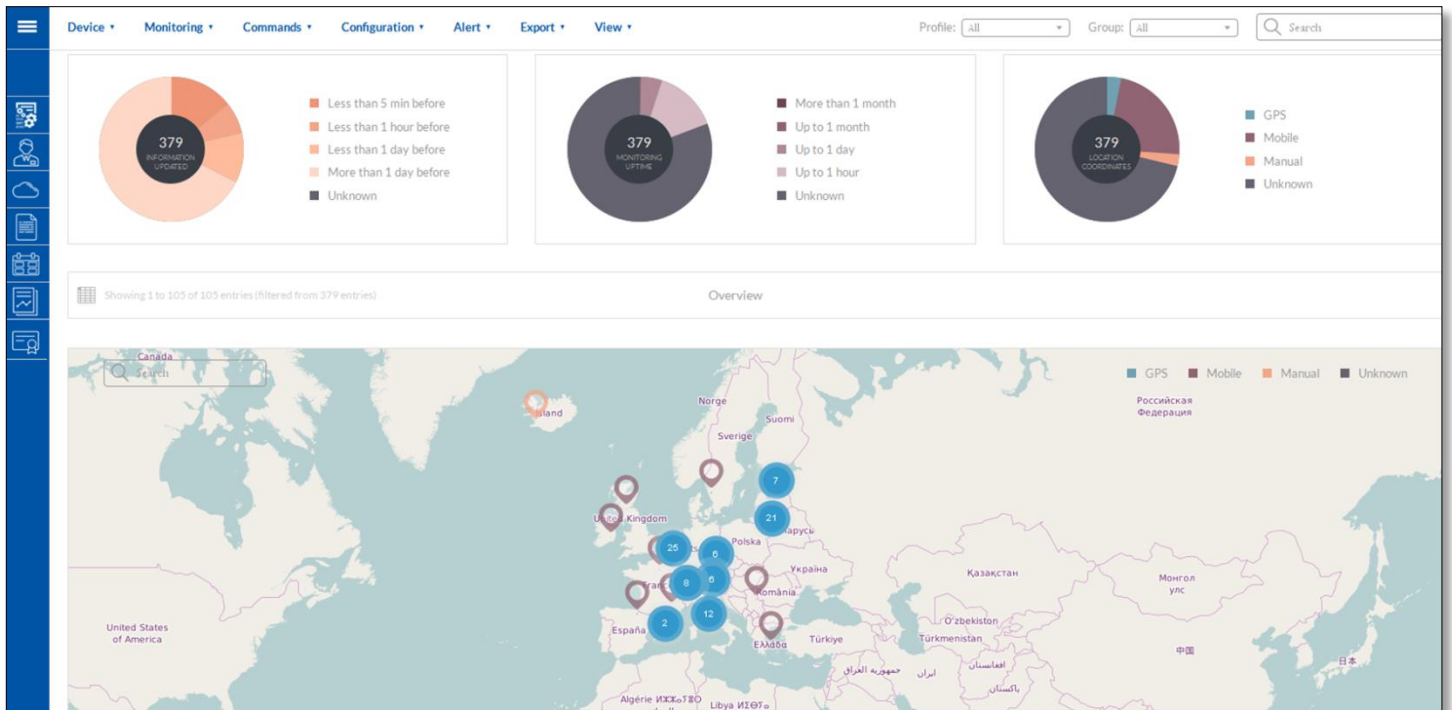 Device Monitoring Commands Configuration Alert Export View Profile: All Group: All Search
379
INFORMATION
UPDATED
Less than 5 min before
Less than 1 hour before
Less than 1 day before
More than 1 day before
Unknown
379
MONITORING
UPTIME
More than 1 month
Up to 1 month
Up to 1 day
Up to 1 hour
Unknown
379
LOCATION
COORDINATES
GPS
Mobile
Manual
Unknown
Showing 1 to 105 of 105 entries (filtered from 379 entries) Overview
Canada
Search
GPS Mobile Manual Unknown
Norge
Российская
Федерация
Suomi
Sverige
7
21
Kingdom
Polska
25
6
Україна
Казақстан
8
6
Монгол
улс
România
12
2
United States
of America
España
O'zbekiston
Türkiye
Türkmenistan
Ελλάδα
中国
日本
جمهورية العراق
ایران
افغانستان
پاکستان
Algérie
Libya